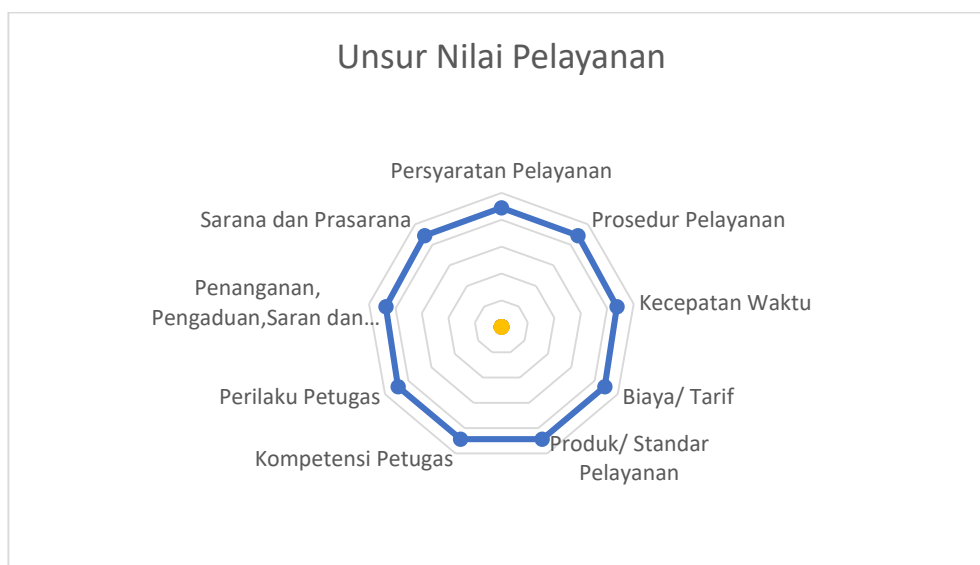 Unsur Nilai Pelayanan
Persyaratan Pelayanan
Prosedur Pelayanan
Kecepatan Waktu
Biaya/ Tarif
Produk/ Standar
Pelayanan
Kompetensi Petugas
Perilaku Petugas
Penanganan,
Pengaduan,Saran dan...
Sarana dan Prasarana